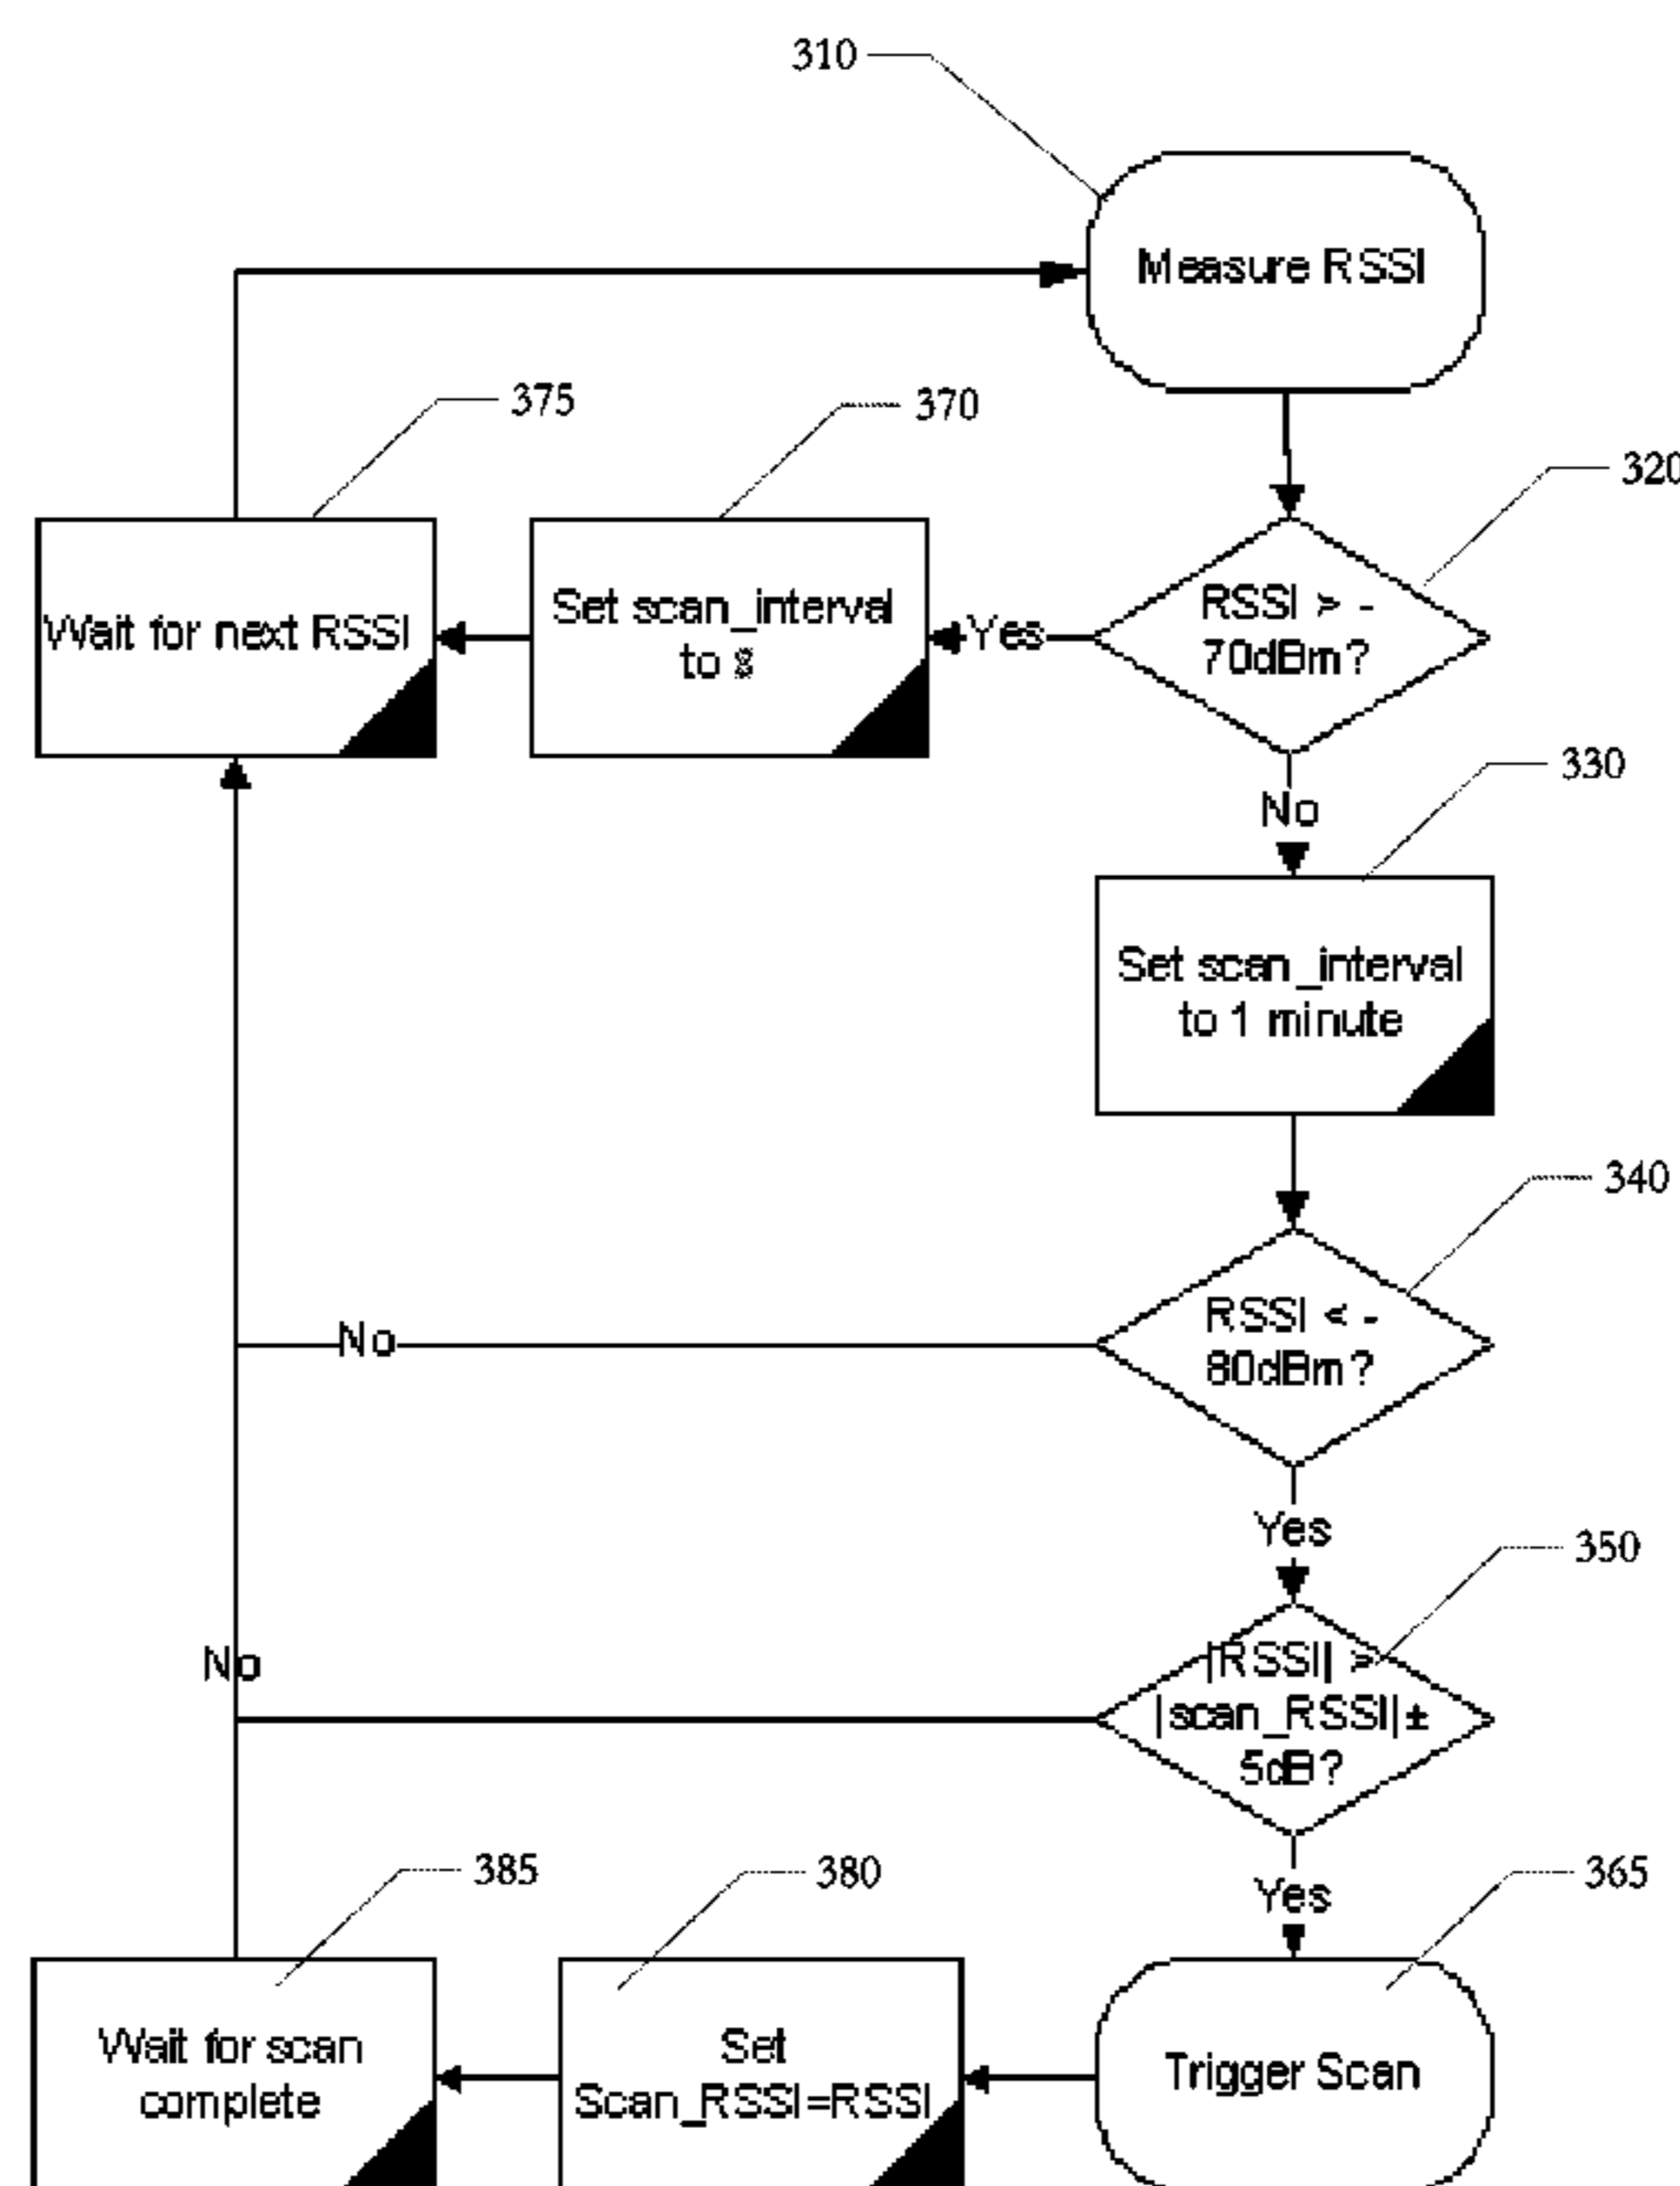 310
Measure RSSI
375
370
320
Wait for next RSSI
Set scan_interval
to
Yes
RSSI > -
70dBm?
No
330
Set scan_interval
to 1 minute
340
RSSI < -
80dBm?
No
Yes
350
|RSSI| >
|scan_RSSI|±
5dB?
No
Yes
385
380
365
Wait for scan
complete
Set
Scan_RSSI=RSSI
Trigger Scan